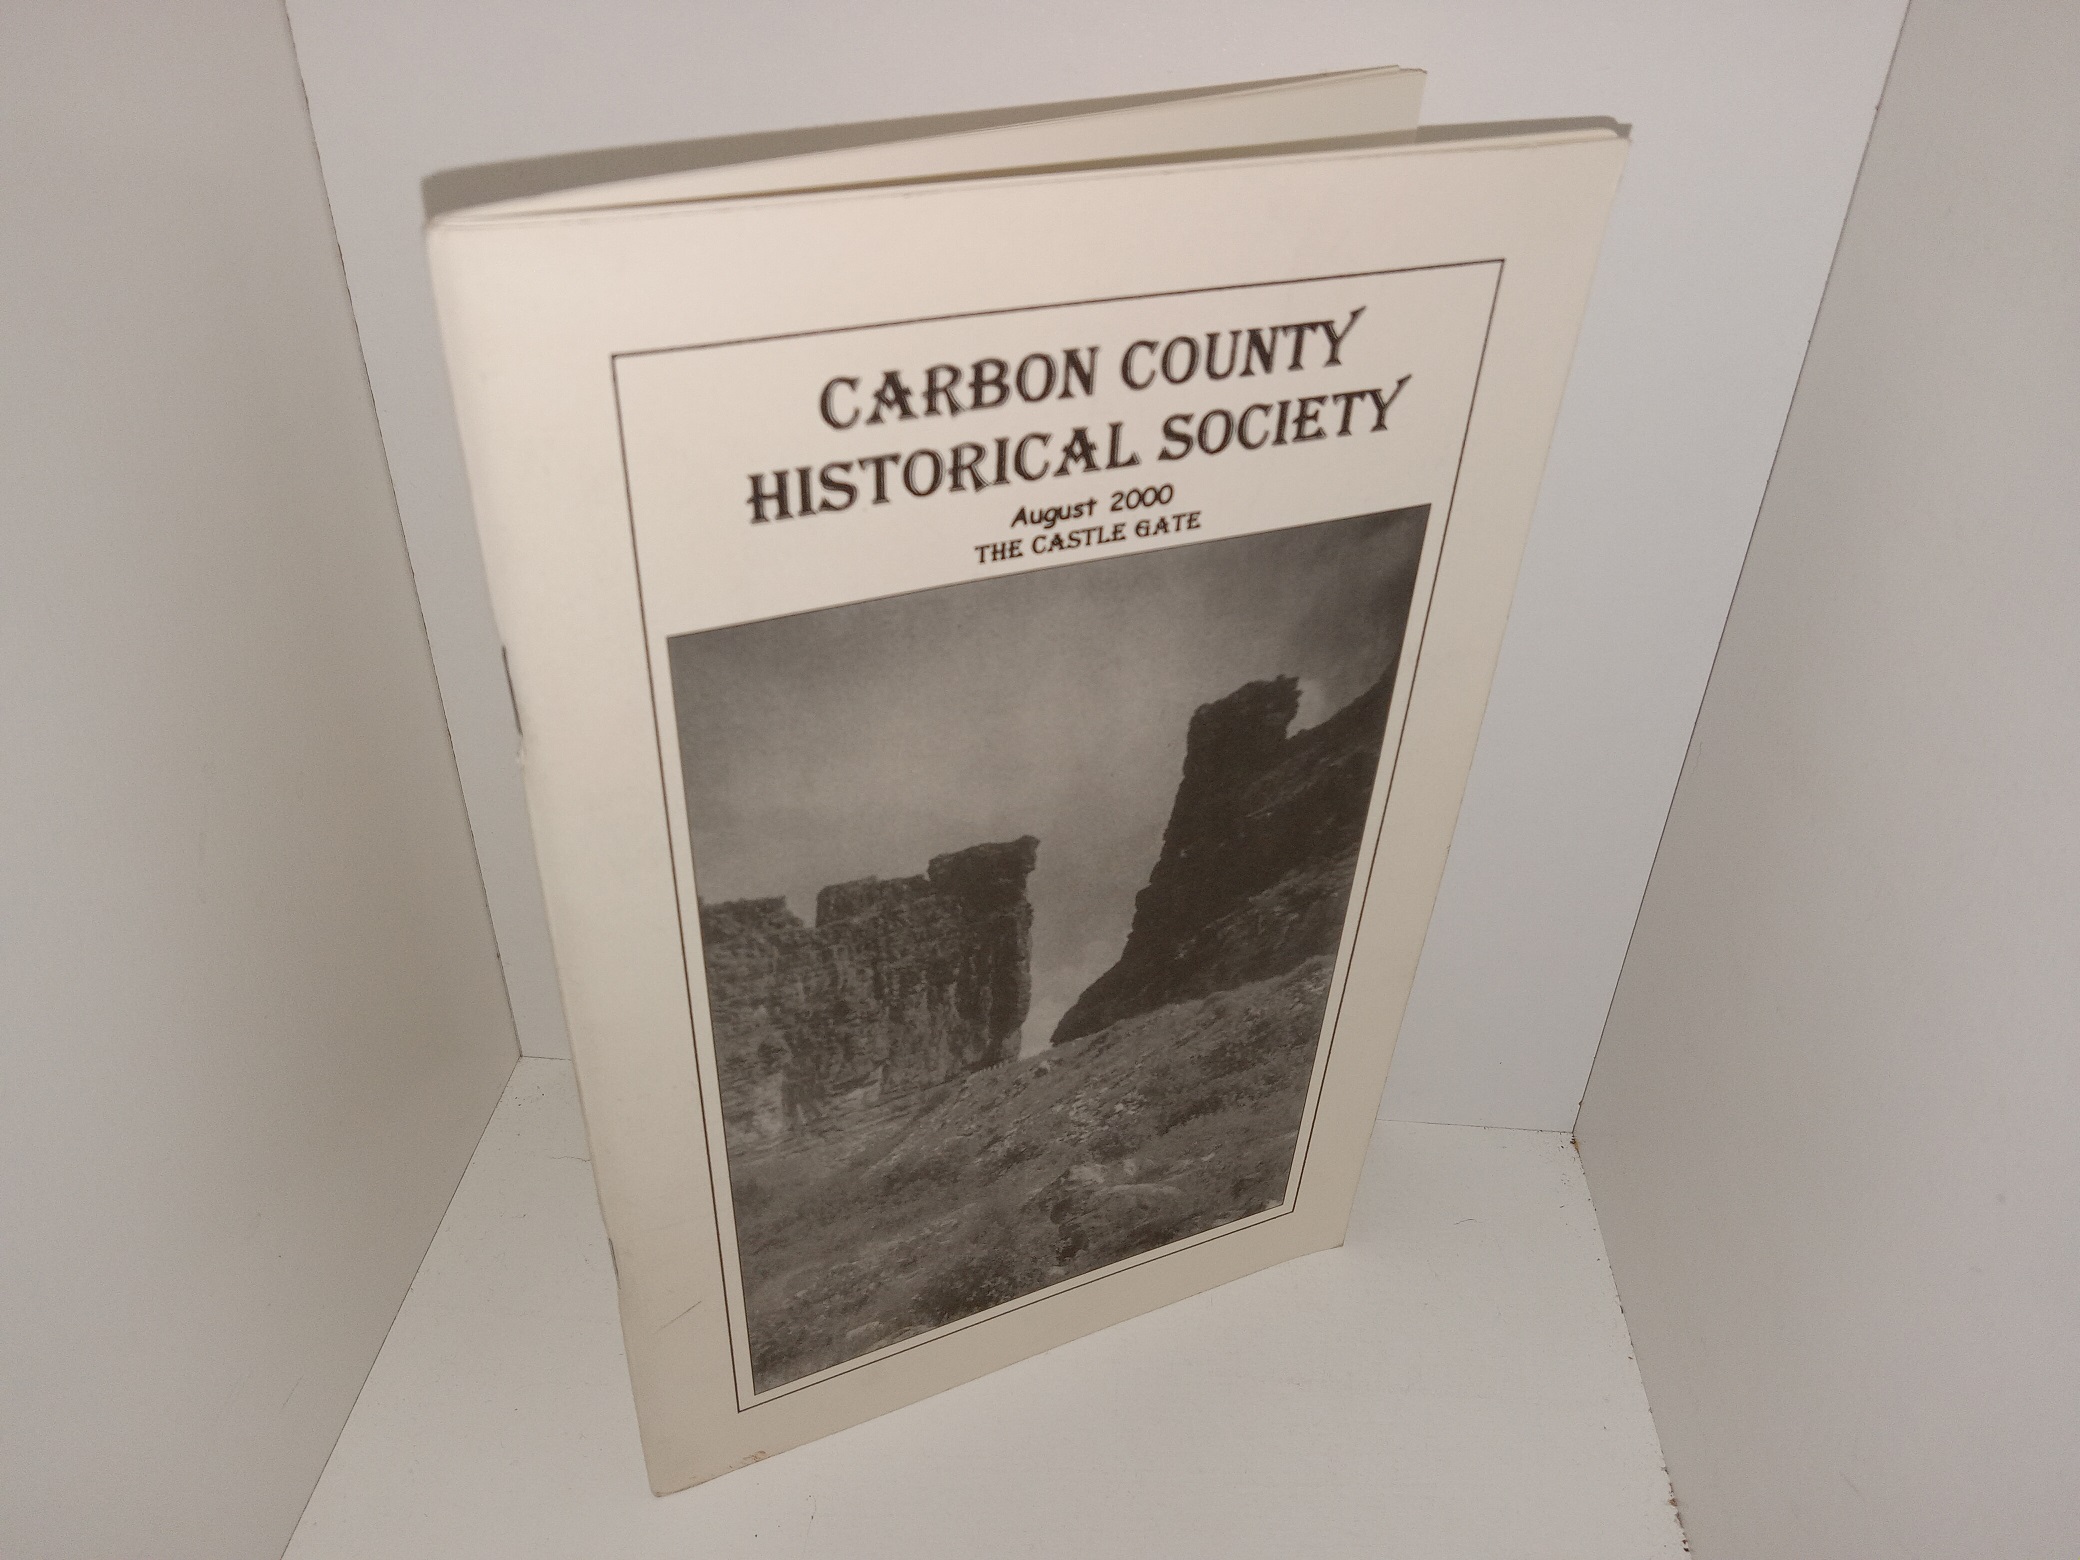 CARBON COUNTY
HISTORICAL SOCIETY
August 2000
THE CASTLE GATE